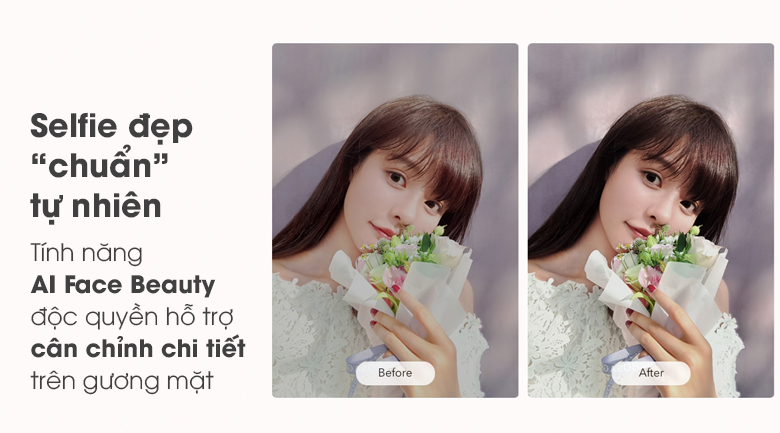 Selfie đẹp
“chuẩn”
tự nhiên
Tính năng
AI Face Beauty
độc quyền hỗ trợ
cân chỉnh chi tiết
trên gương mặt
Before
After